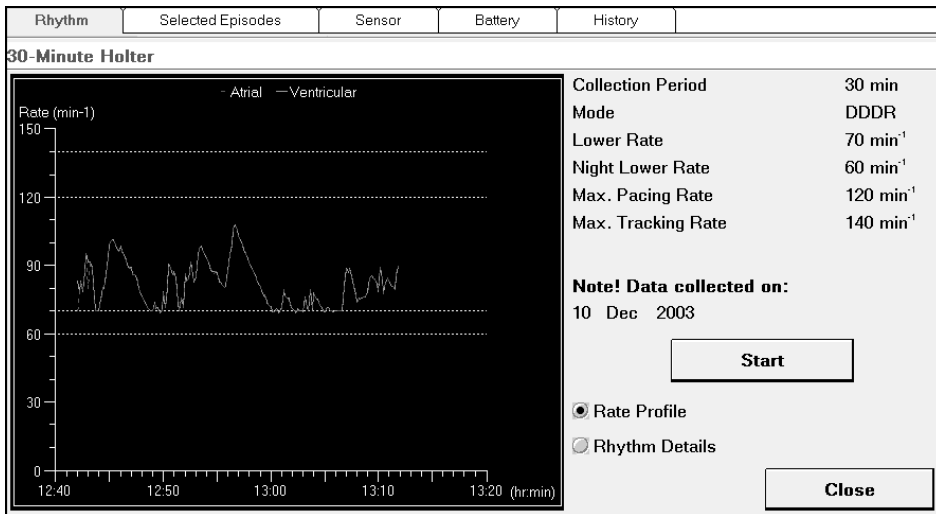 Rhythm Selected Episodes Sensor Battery History
30-Minute Holter
- Atrial —Ventricular
Rate (min-1)
150
120
90
60
30
0
12:40 12:50 13:00 13:10 13:20 (hr:min)
Collection Period 30 min
Mode DDDR
Lower Rate 70 min⁻¹
Night Lower Rate 60 min⁻¹
Max. Pacing Rate 120 min⁻¹
Max. Tracking Rate 140 min⁻¹
Note! Data collected on:
10 Dec 2003
Start
Rate Profile
Rhythm Details
Close